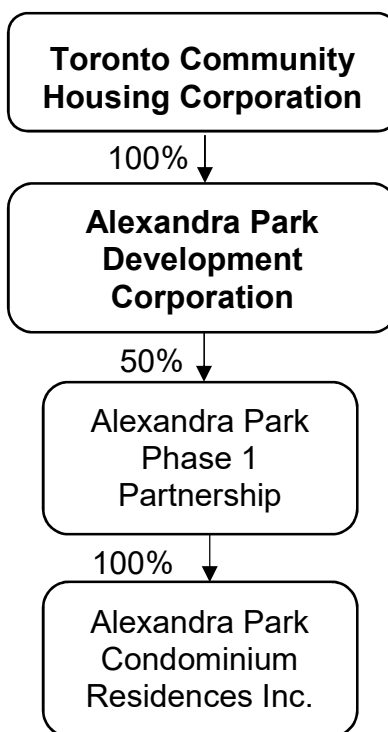 Toronto Community
Housing Corporation
100%
Alexandra Park
Development
Corporation
50%
Alexandra Park
Phase 1
Partnership
100%
Alexandra Park
Condominium
Residences Inc.